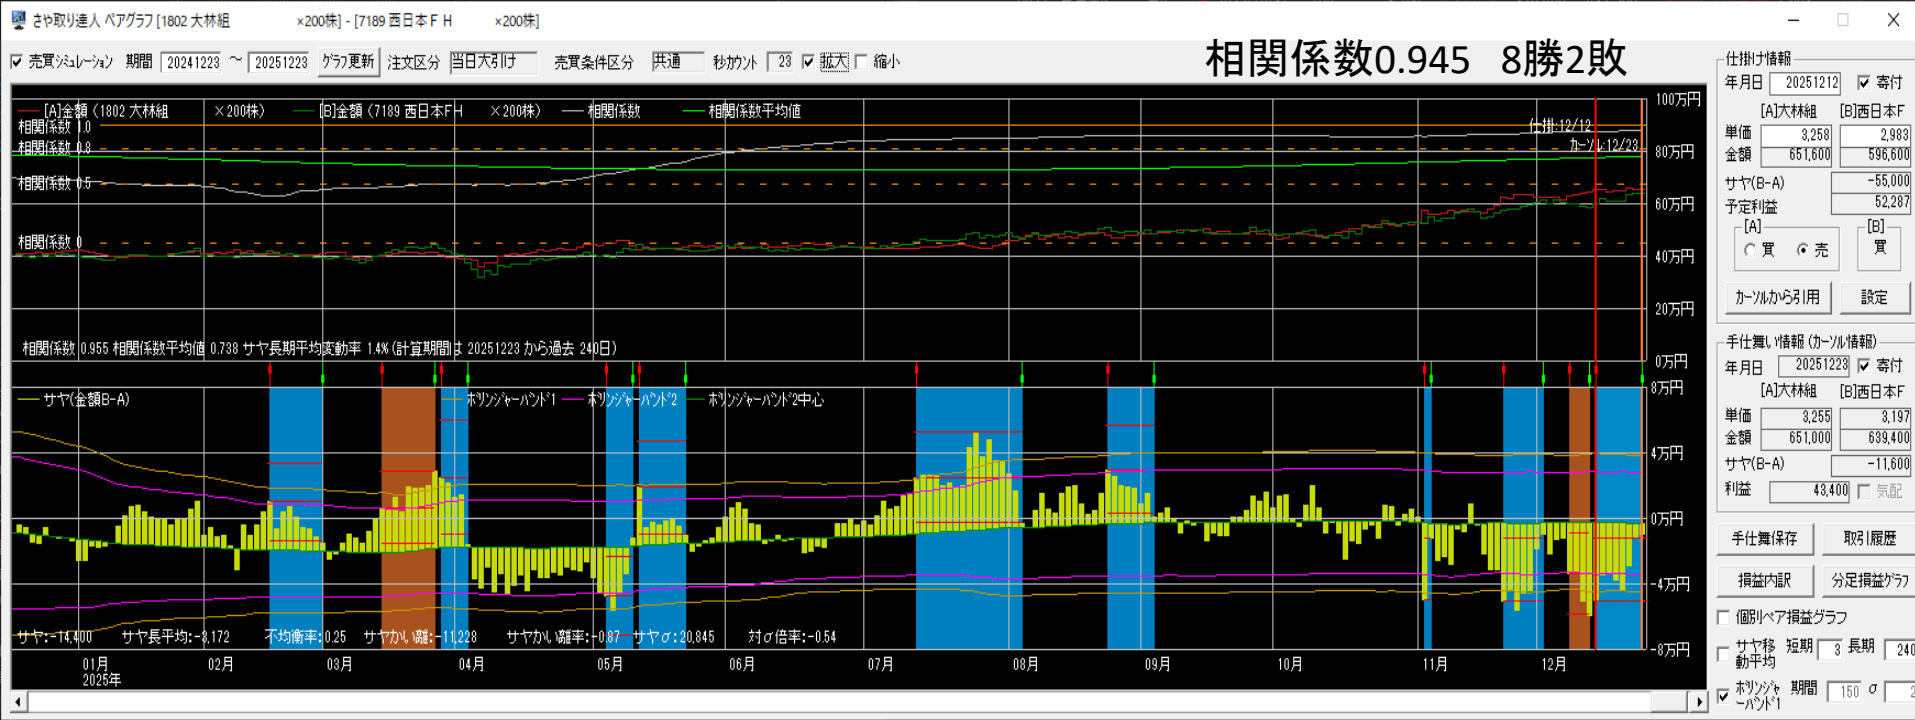 さや取り達人 ペアグラフ [1802 大林組 ×200株] - [7189 西日本ＦＨ ×200株]
売買シミュレーション 期間 20241223 ～ 20251223 グラフ更新 注文区分 当日大引け 売買条件区分 共通 秒カウント 23 拡大 縮小
相関係数0.945 8勝2敗
[A]金額 (1802 大林組 ×200株) [B]金額 (7189 西日本FH ×200株) 相関係数 相関係数平均値
相関係数 1.0
相関係数 0.8
相関係数 0.5
相関係数 0
仕掛:12/12
カーソル:12/23
100万円
80万円
60万円
40万円
20万円
0万円
相関係数 0.955 相関係数平均値 0.738 サヤ長期平均変動率 1.4% (計算期間は 20251223 から過去 240日)
サヤ(金額B-A) ボリンジャーバンド1 ボリンジャーバンド2 ボリンジャーバンド2中心
8万円
4万円
0万円
-4万円
-8万円
サヤ:-14,400 サヤ長平均:-3,172 不均衡率:0.25 サヤかい離:-11,228 サヤかい離率:-0.87 サヤσ:20,845 対σ倍率:-0.54
01月 02月 03月 04月 05月 06月 07月 08月 09月 10月 11月 12月
2025年
仕掛け情報
年月日 20251212 寄付
[A]大林組 [B]西日本F
単価 3,258 2,983
金額 651,600 596,600
サヤ(B-A) -55,000
予定利益 52,287
[A] [B]
買 売 買
カーソルから引用 設定
手仕舞い情報 (カーソル情報)
年月日 20251223 寄付
[A]大林組 [B]西日本F
単価 3,255 3,197
金額 651,000 639,400
サヤ(B-A) -11,600
利益 43,400 気配
手仕舞保存 取引履歴
損益内訳 分足損益グラフ
個別ペア損益グラフ
サヤ移動平均 短期 3 長期 240
ボリンジャーバンド1 期間 150 σ 2